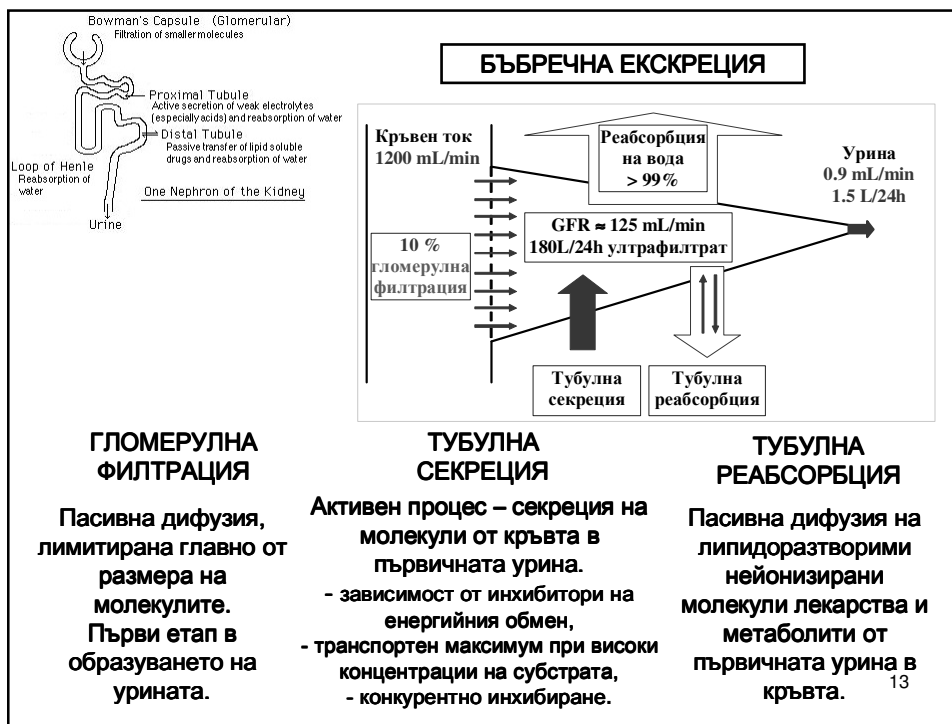 Bowman's Capsule (Glomerular)
Filtration of smaller molecules
Proximal Tubule
Active secretion of weak electrolytes
(especially acids) and reabsorption of water
Distal Tubule
Passive transfer of lipid soluble
drugs and reabsorption of water
Loop of Henle
Reabsorption of
water
One Nephron of the Kidney
Urine
БЪБРЕЧНА ЕКСКРЕЦИЯ
Кръвен ток
1200 mL/min
Реабсорбция
на вода
> 99%
Урина
0.9 mL/min
1.5 L/24h
GFR ≈ 125 mL/min
180L/24h ултрафилтрат
10 %
гломерулна
филтрация
Тубулна
секреция
Тубулна
реабсорбция
ГЛОМЕРУЛНА
ФИЛТРАЦИЯ
Пасивна дифузия,
лимитирана главно от
размера на
молекулите.
Първи етап в
образуването на
урината.
ТУБУЛНА
СЕКРЕЦИЯ
Активен процес – секреция на
молекули от кръвта в
първичната урина.
- зависимост от инхибитори на
енергийния обмен,
- транспортен максимум при високи
концентрации на субстрата,
- конкурентно инхибиране.
ТУБУЛНА
РЕАБСОРБЦИЯ
Пасивна дифузия на
липидоразтворими
нейонизирани
молекули лекарства и
метаболити от
първичната урина в
кръвта.
13